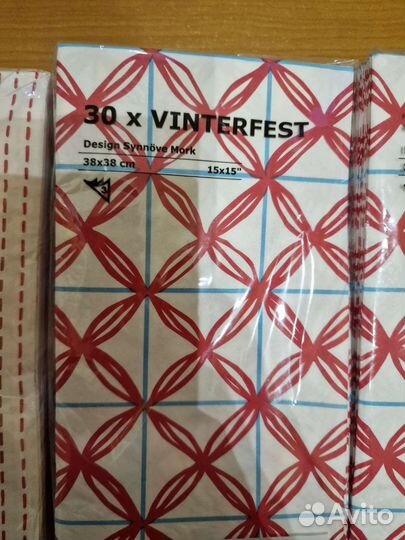 30 x VINTERFEST
Design Synnöve Mork
38x38 cm 15x15"
Avito